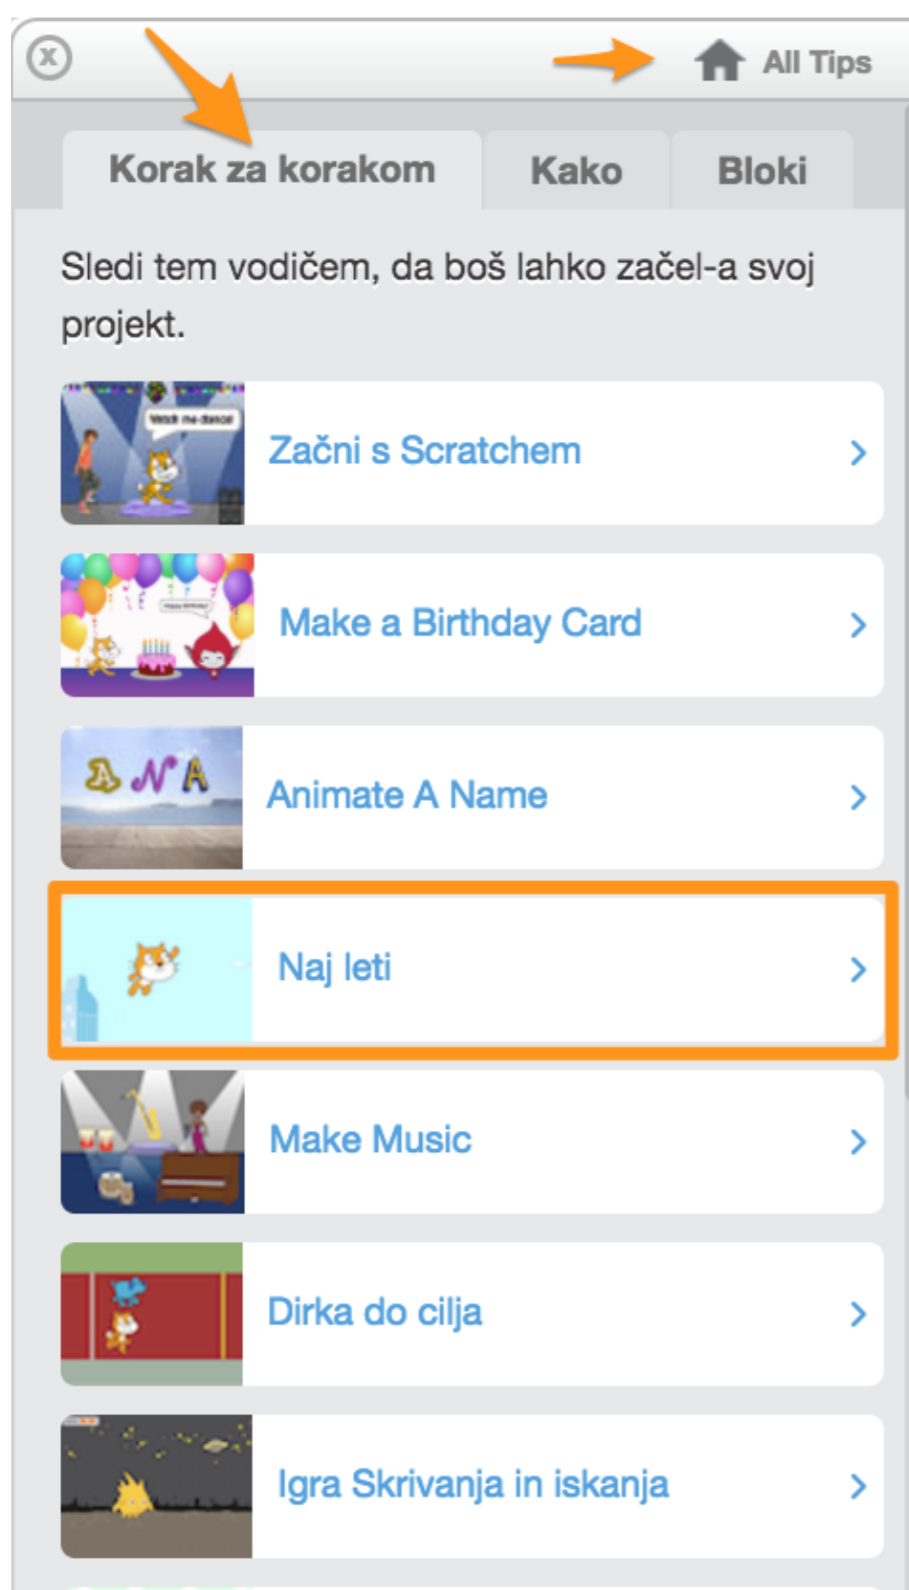 All Tips
Korak za korakom
Kako
Bloki
Sledi tem vodičem, da boš lahko začel-a svoj
projekt.
Začni s Scratchem
Make a Birthday Card
A N A
Animate A Name
Naj leti
Make Music
Dirka do cilja
Igra Skrivanja in iskanja